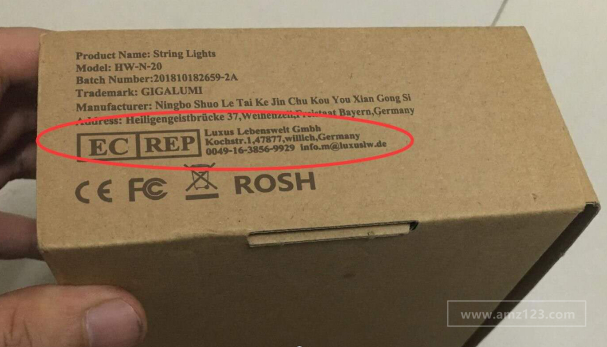 Product Name: String Lights
Model: HW-N-20
Batch Number:201810182659-2A
Trademark: GIGALUMI
Manufacturer: Ningbo Shuo Le Tai Ke Jin Chu Kou You Xian Gong Si
Address: Heiligengeistbrücke 37,Weihenzell,Freistaat Bayern,Germany
EC REP
Luxus Lebenswelt Gmbh
Kochstr.1,47877,willich,Germany
0049-16-3856-9929 info.m@luxuslw.de
CE FC ROSH
www.amz123.com